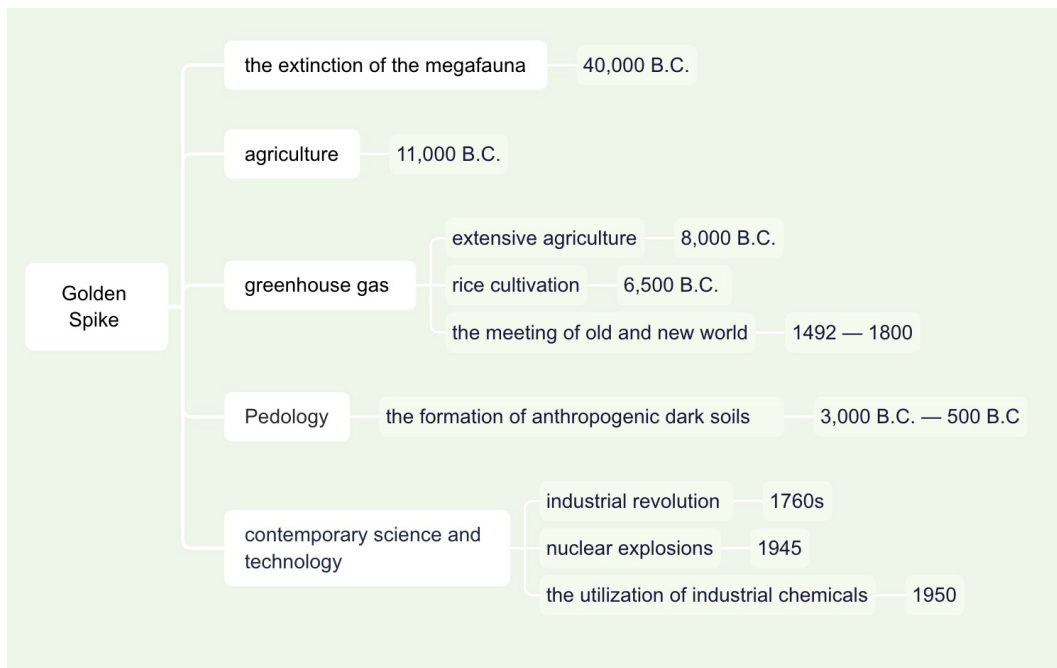 the extinction of the megafauna 40,000 B.C.
agriculture 11,000 B.C.
extensive agriculture 8,000 B.C.
Golden
Spike
greenhouse gas
rice cultivation 6,500 B.C.
the meeting of old and new world 1492 — 1800
Pedology the formation of anthropogenic dark soils 3,000 B.C. — 500 B.C
contemporary science and
technology
industrial revolution 1760s
nuclear explosions 1945
the utilization of industrial chemicals 1950